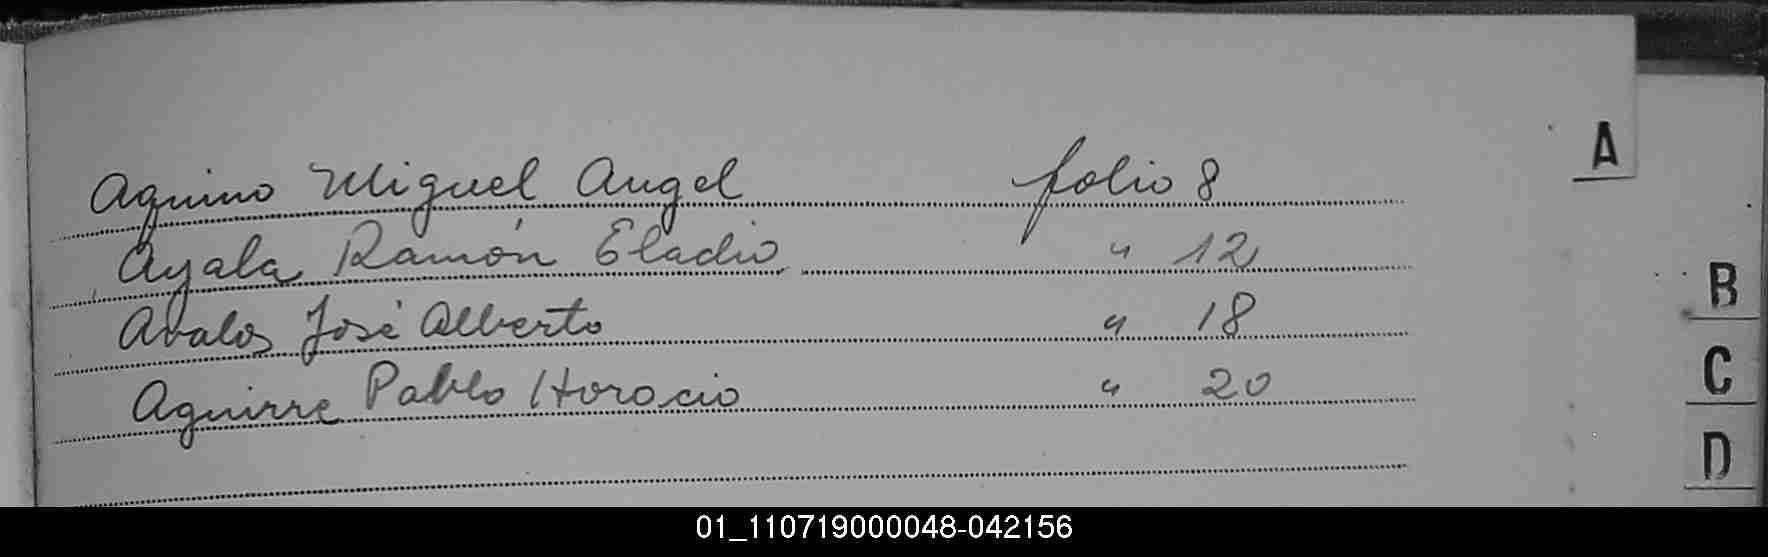 Aquino Miguel Angel folio 8
Ayala Ramón Eladio " 12
Avalos José Alberto " 18
Aguirre Pablo Horacio " 20
A
B
C
D
01_110719000048-042156